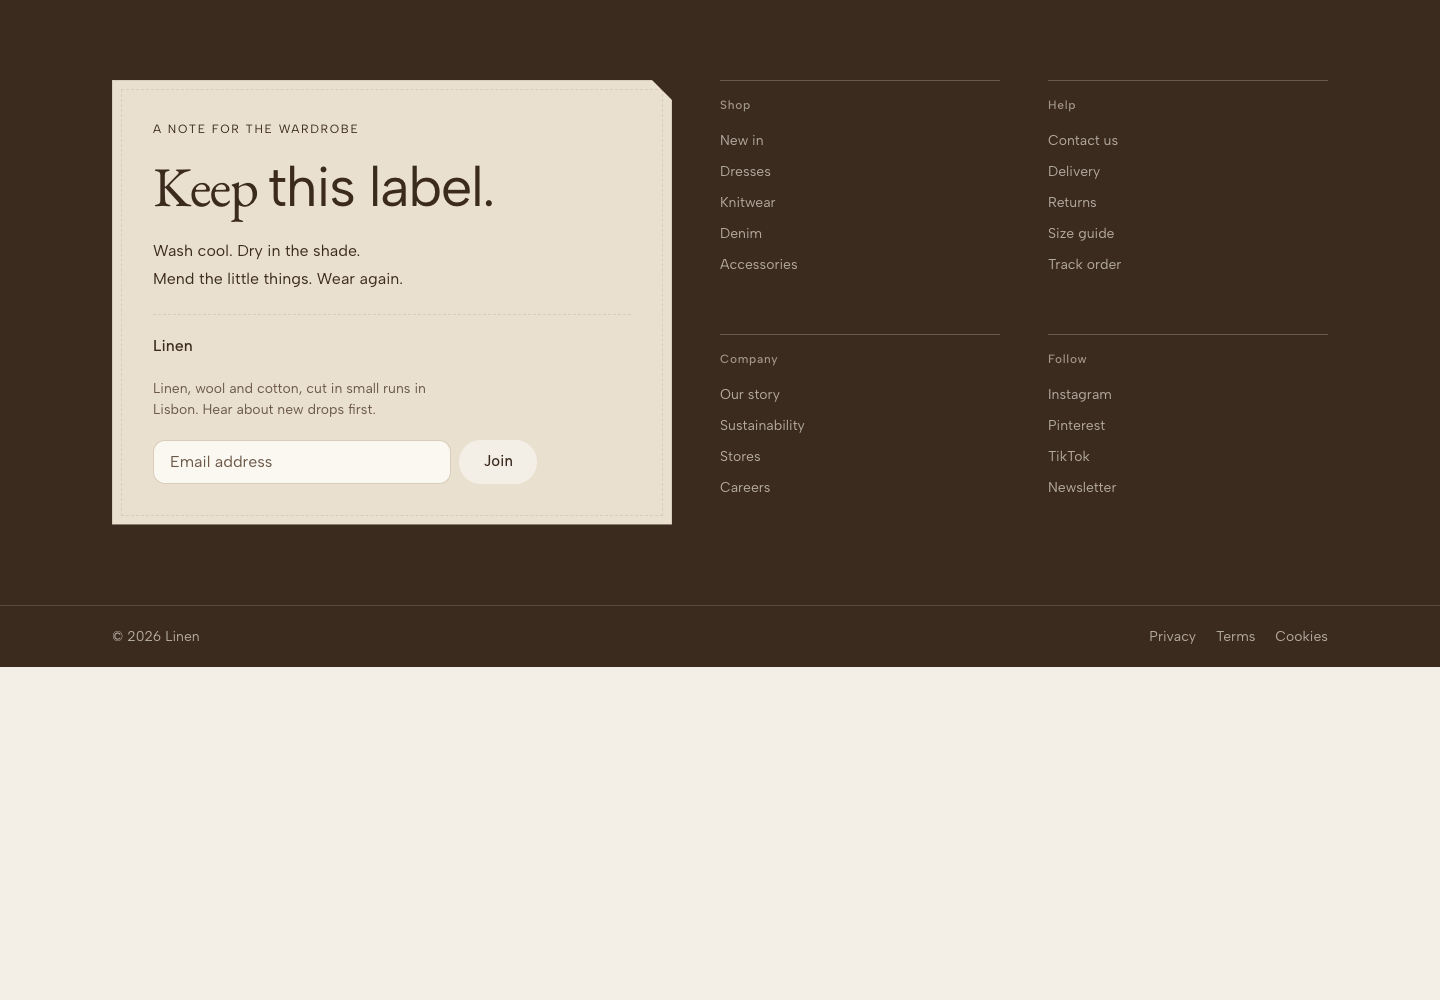 A NOTE FOR THE WARDROBE
Keep this label.
Wash cool. Dry in the shade.
Mend the little things. Wear again.
Linen
Linen, wool and cotton, cut in small runs in
Lisbon. Hear about new drops first.
Email address
Join
Shop
New in
Dresses
Knitwear
Denim
Accessories
Help
Contact us
Delivery
Returns
Size guide
Track order
Company
Our story
Sustainability
Stores
Careers
Follow
Instagram
Pinterest
TikTok
Newsletter
© 2026 Linen
Privacy Terms Cookies